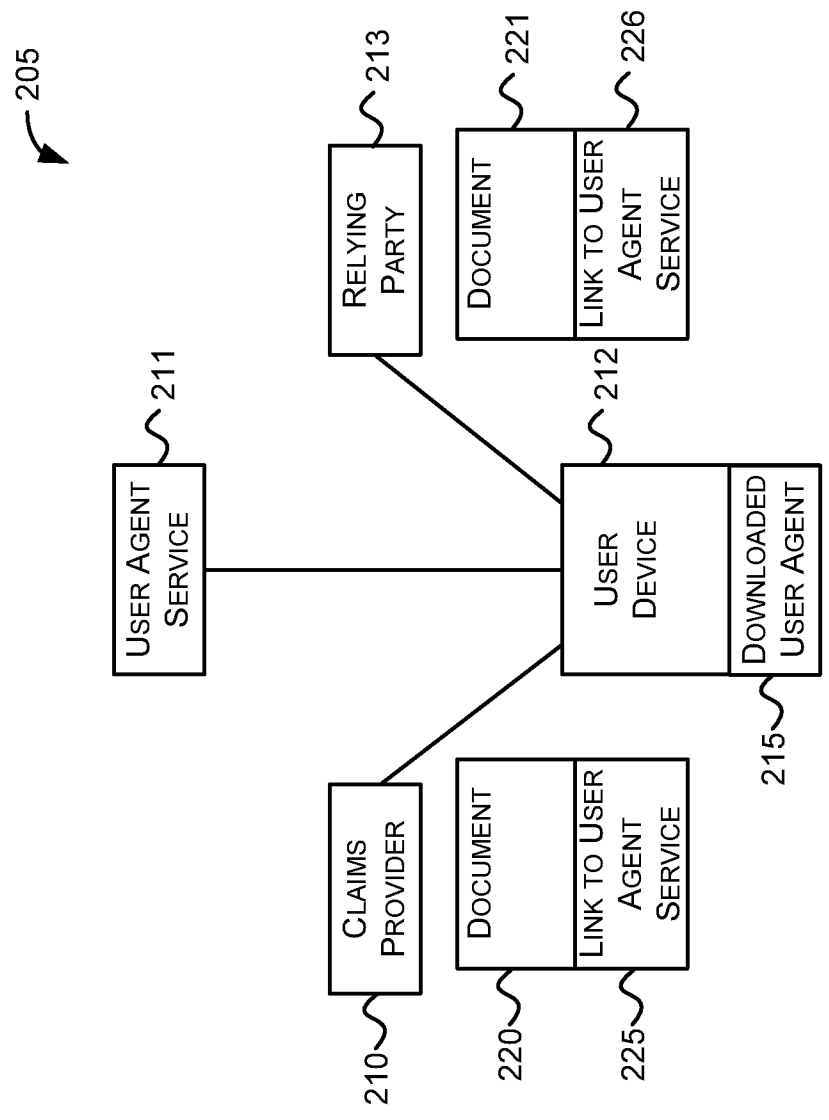 205
USER AGENT
SERVICE
211
CLAIMS
PROVIDER
210
RELYING
PARTY
213
DOCUMENT
220
LINK TO USER
AGENT
SERVICE
225
USER
DEVICE
212
DOWNLOADED
USER AGENT
215
DOCUMENT
221
LINK TO USER
AGENT
SERVICE
226